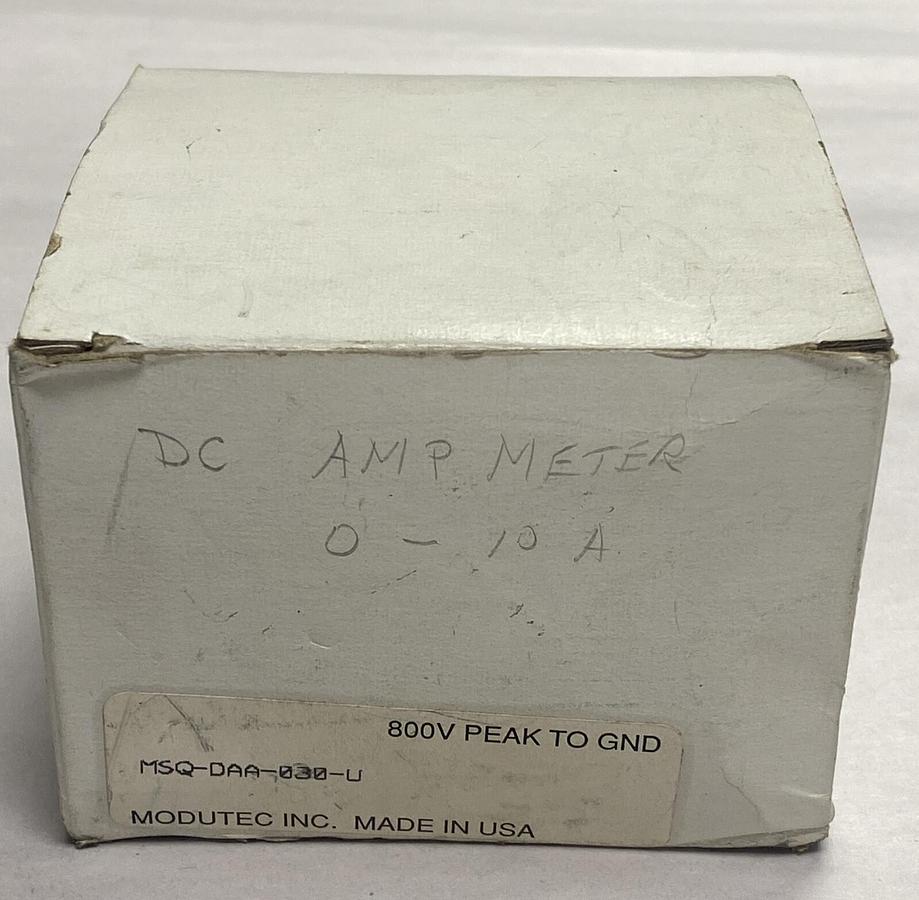 DC AMP METER
0 - 10 A
800V PEAK TO GND
MSQ-DAA-030-U
MODUTEC INC. MADE IN USA